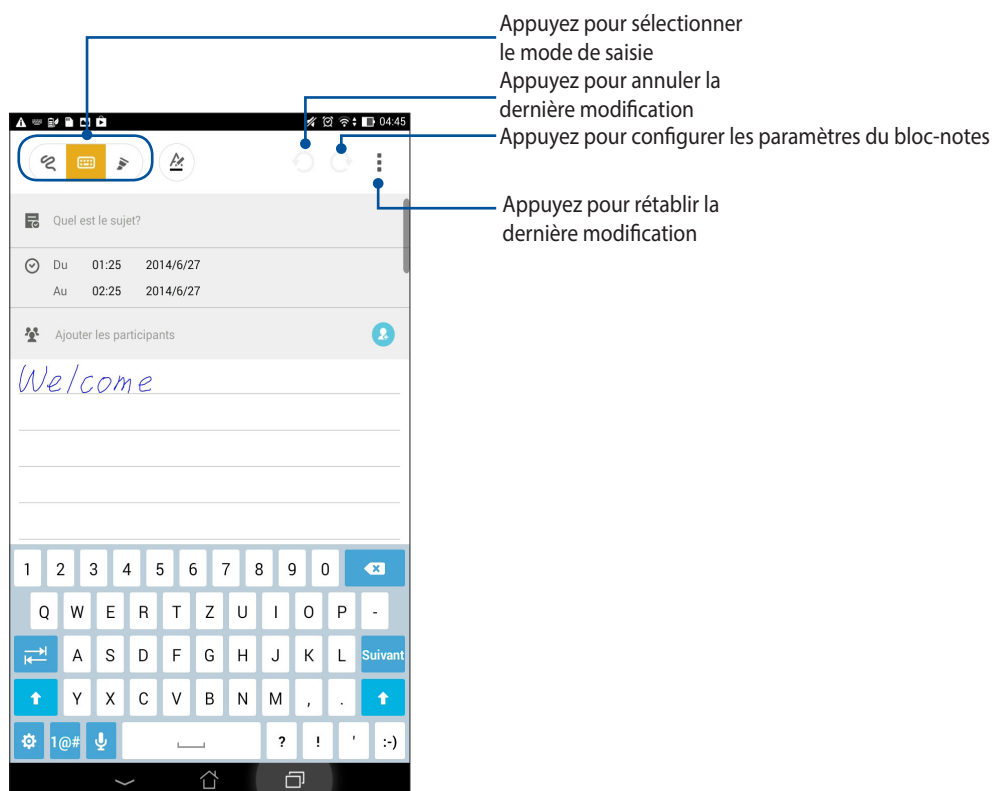 Appuyez pour sélectionner
le mode de saisie
Appuyez pour annuler la
dernière modification
Appuyez pour configurer les paramètres du bloc-notes
Appuyez pour rétablir la
dernière modification
04:45
Quel est le sujet?
Du 01:25 2014/6/27
Au 02:25 2014/6/27
Ajouter les participants
Welcome
1 2 3 4 5 6 7 8 9 0
Q W E R T Z U I O P -
A S D F G H J K L Suivant
Y X C V B N M , .
1@# ? ! ' :-)